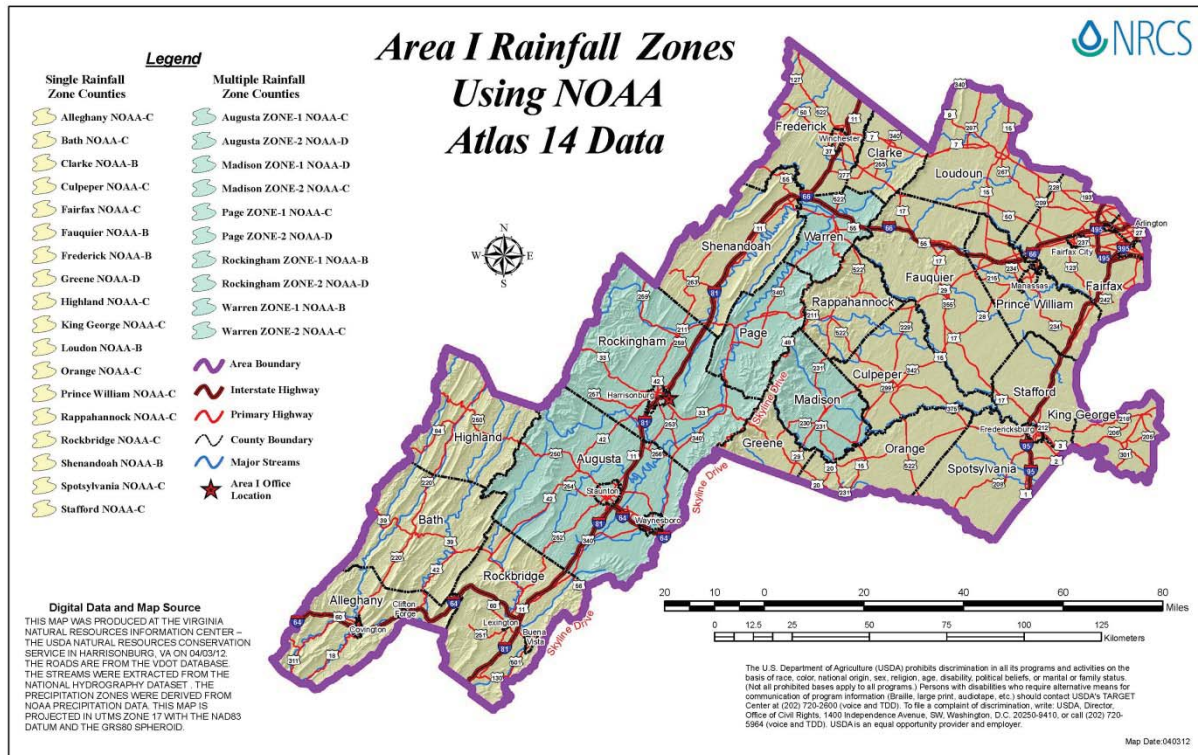 Area I Rainfall Zones
Using NOAA
Atlas 14 Data
NRCS
Legend
Single Rainfall
Zone Counties
Alleghany NOAA-C
Bath NOAA-C
Clarke NOAA-B
Culpeper NOAA-C
Fairfax NOAA-C
Fauquier NOAA-B
Frederick NOAA-B
Greene NOAA-D
Highland NOAA-C
King George NOAA-C
Loudon NOAA-B
Orange NOAA-C
Prince William NOAA-C
Rappahannock NOAA-C
Rockbridge NOAA-C
Shenandoah NOAA-B
Spotsylvania NOAA-C
Stafford NOAA-C
Multiple Rainfall
Zone Counties
Augusta ZONE-1 NOAA-C
Augusta ZONE-2 NOAA-D
Madison ZONE-1 NOAA-D
Madison ZONE-2 NOAA-C
Page ZONE-1 NOAA-C
Page ZONE-2 NOAA-D
Rockingham ZONE-1 NOAA-B
Rockingham ZONE-2 NOAA-D
Warren ZONE-1 NOAA-B
Warren ZONE-2 NOAA-C
Area Boundary
Interstate Highway
Primary Highway
County Boundary
Major Streams
Area I Office
Location
N
W
E
S
Frederick
Winchester
Clarke
Loudoun
Arlington
Shenandoah
Warren
Fairfax City
Fauquier
Manassas
Fairfax
Prince William
Rappahannock
Page
Rockingham
Culpeper
Stafford
Harrisonburg
Skyline Drive
Madison
King George
Highland
Greene
Fredericksburg
Orange
Augusta
Spotsylvania
Staunton
Skyline Drive
Waynesboro
Bath
Rockbridge
Alleghany
Clifton
Forge
Covington
Lexington
Buena
Vista
Skyline Drive
20 10 0 20 40 60 80
Miles
0 12.5 25 50 75 100 125
Kilometers
Digital Data and Map Source
THIS MAP WAS PRODUCED AT THE VIRGINIA
NATURAL RESOURCES INFORMATION CENTER –
THE USDA NATURAL RESOURCES CONSERVATION
SERVICE IN HARRISONBURG, VA ON 04/03/12.
THE ROADS ARE FROM THE VDOT DATABASE.
THE STREAMS WERE EXTRACTED FROM THE
NATIONAL HYDROGRAPHY DATASET . THE
PRECIPITATION ZONES WERE DERIVED FROM
NOAA PRECIPITATION DATA. THIS MAP IS
PROJECTED IN UTMS ZONE 17 WITH THE NAD83
DATUM AND THE GRS80 SPHEROID.
The U.S. Department of Agriculture (USDA) prohibits discrimination in all its programs and activities on the
basis of race, color, national origin, sex, religion, age, disability, political beliefs, or marital or family status.
(Not all prohibited bases apply to all programs.) Persons with disabilities who require alternative means for
communication of program information (Braille, large print, audiotape, etc.) should contact USDA's TARGET
Center at (202) 720-2600 (voice and TDD). To file a complaint of discrimination, write: USDA, Director,
Office of Civil Rights, 1400 Independence Avenue, SW, Washington, D.C. 20250-9410, or call (202) 720-
5964 (voice and TDD). USDA is an equal opportunity provider and employer.
Map Date:040312